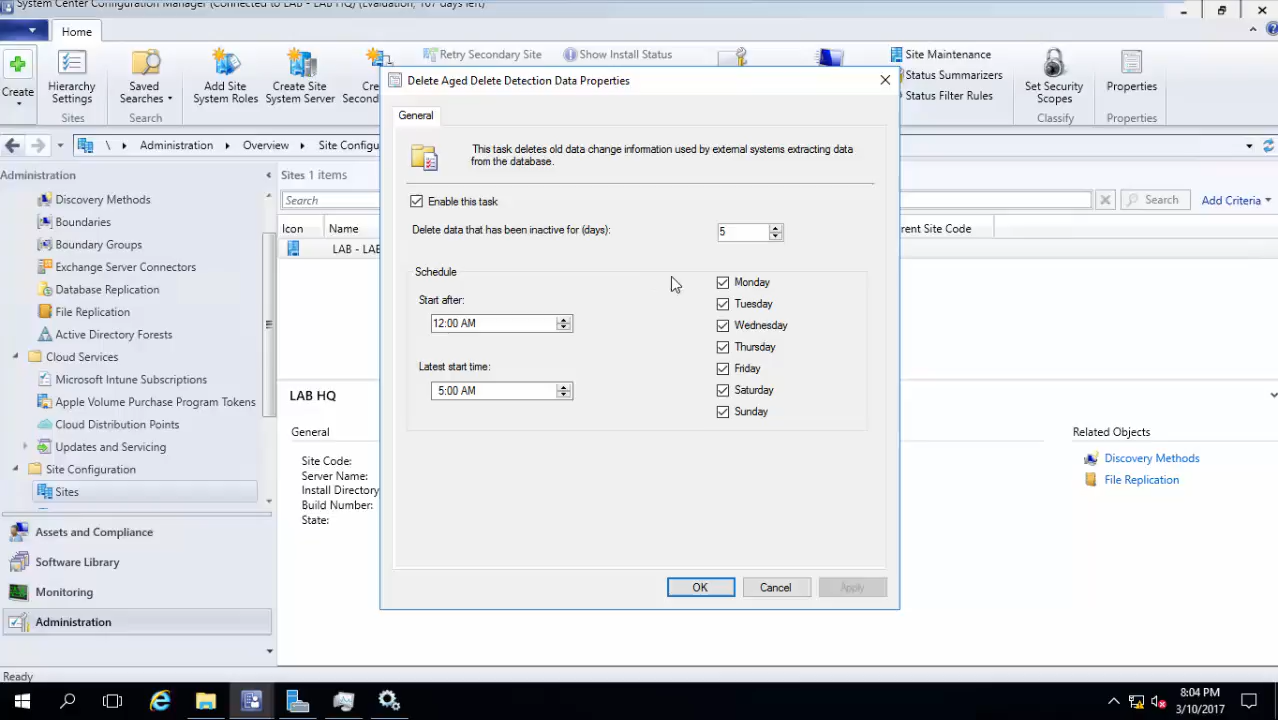 System Center Configuration Manager (Connected to LAB - LAB HQ) (Evaluation, 167 days left)
Home
Create
Hierarchy Settings
Sites
Saved Searches
Search
Add Site System Roles
Create Site System Server
Retry Secondary Site
Show Install Status
Site Maintenance
Status Summarizers
Status Filter Rules
Set Security Scopes
Classify
Properties
Properties
\ Administration Overview Site Configu
Administration
Discovery Methods
Boundaries
Boundary Groups
Exchange Server Connectors
Database Replication
File Replication
Active Directory Forests
Cloud Services
Microsoft Intune Subscriptions
Apple Volume Purchase Program Tokens
Cloud Distribution Points
Updates and Servicing
Site Configuration
Sites
Assets and Compliance
Software Library
Monitoring
Administration
Ready
Sites 1 items
Search
Search
Add Criteria
Icon Name
rent Site Code
LAB - LAB
LAB HQ
General
Site Code:
Server Name:
Install Directory
Build Number:
State:
Related Objects
Discovery Methods
File Replication
Delete Aged Delete Detection Data Properties
General
This task deletes old data change information used by external systems extracting data
from the database.
Enable this task
Delete data that has been inactive for (days): 5
Schedule
Start after:
12:00 AM
Latest start time:
5:00 AM
Monday
Tuesday
Wednesday
Thursday
Friday
Saturday
Sunday
OK Cancel Apply
8:04 PM
3/10/2017